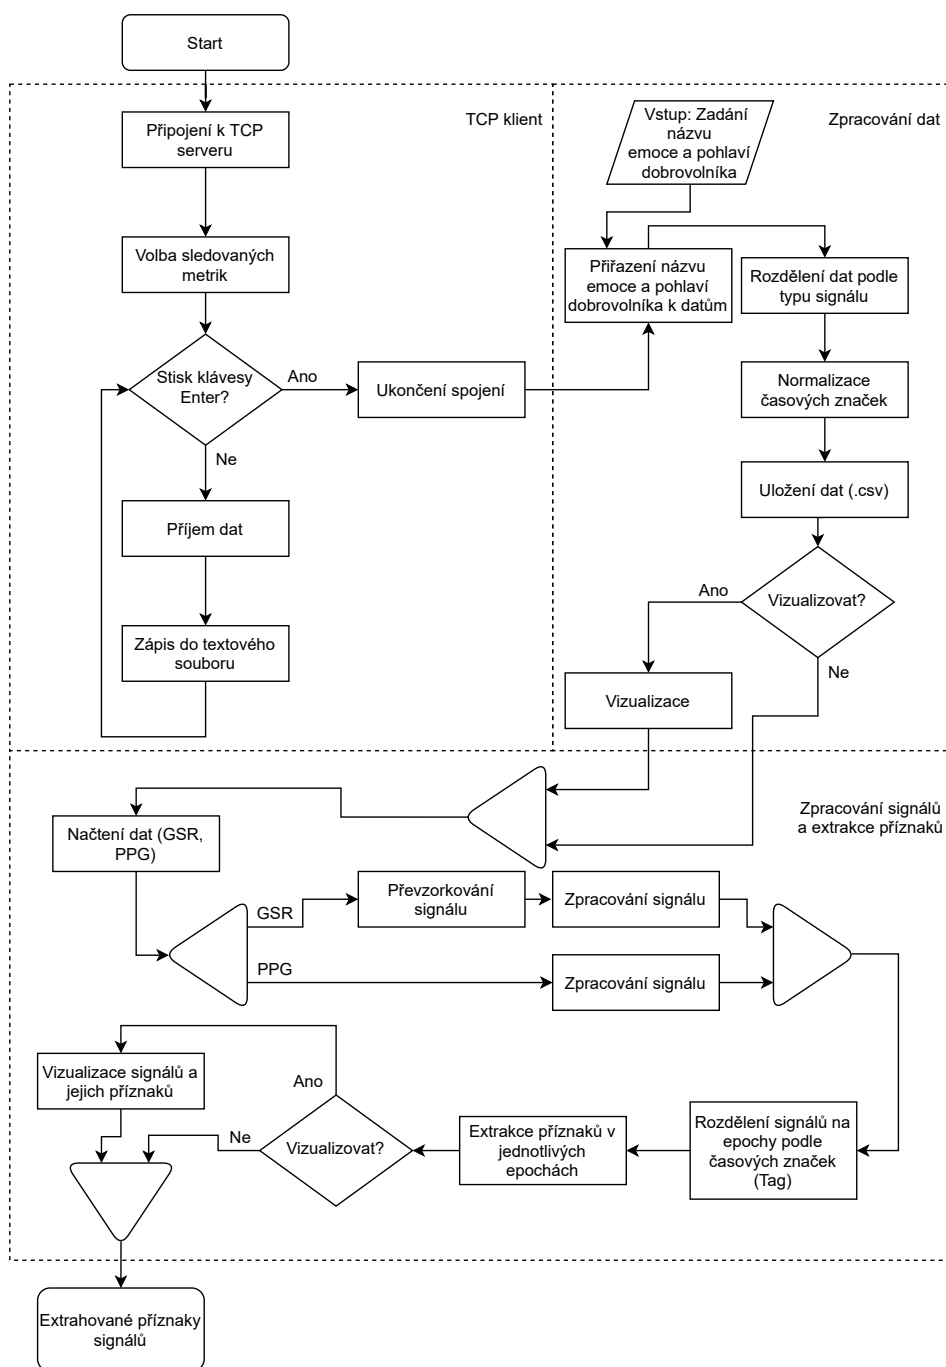 Start
TCP klient
Připojení k TCP
serveru
Volba sledovaných
metrik
Stisk klávesy
Enter?
Ano
Ukončení spojení
Ne
Příjem dat
Zápis do textového
souboru
Zpracování dat
Vstup: Zadání
názvu
emoce a pohlaví
dobrovolníka
Přiřazení názvu
emoce a pohlaví
dobrovolníka k datům
Rozdělení dat podle
typu signálu
Normalizace
časových značek
Uložení dat (.csv)
Vizualizovat?
Ano
Ne
Vizualizace
Zpracování signálů
a extrakce příznaků
Načtení dat (GSR,
PPG)
GSR
Převzorkování
signálu
Zpracování signálu
PPG
Zpracování signálu
Rozdělení signálů na
epochy podle
časových značek
(Tag)
Extrakce příznaků v
jednotlivých
epochách
Vizualizovat?
Ano
Ne
Vizualizace signálů a
jejich příznaků
Extrahované příznaky
signálů